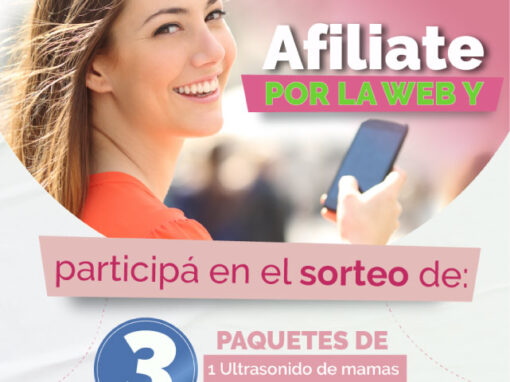 Afiliate
POR LA WEB Y
participá en el sorteo de:
3
PAQUETES DE
1 Ultrasonido de mamas